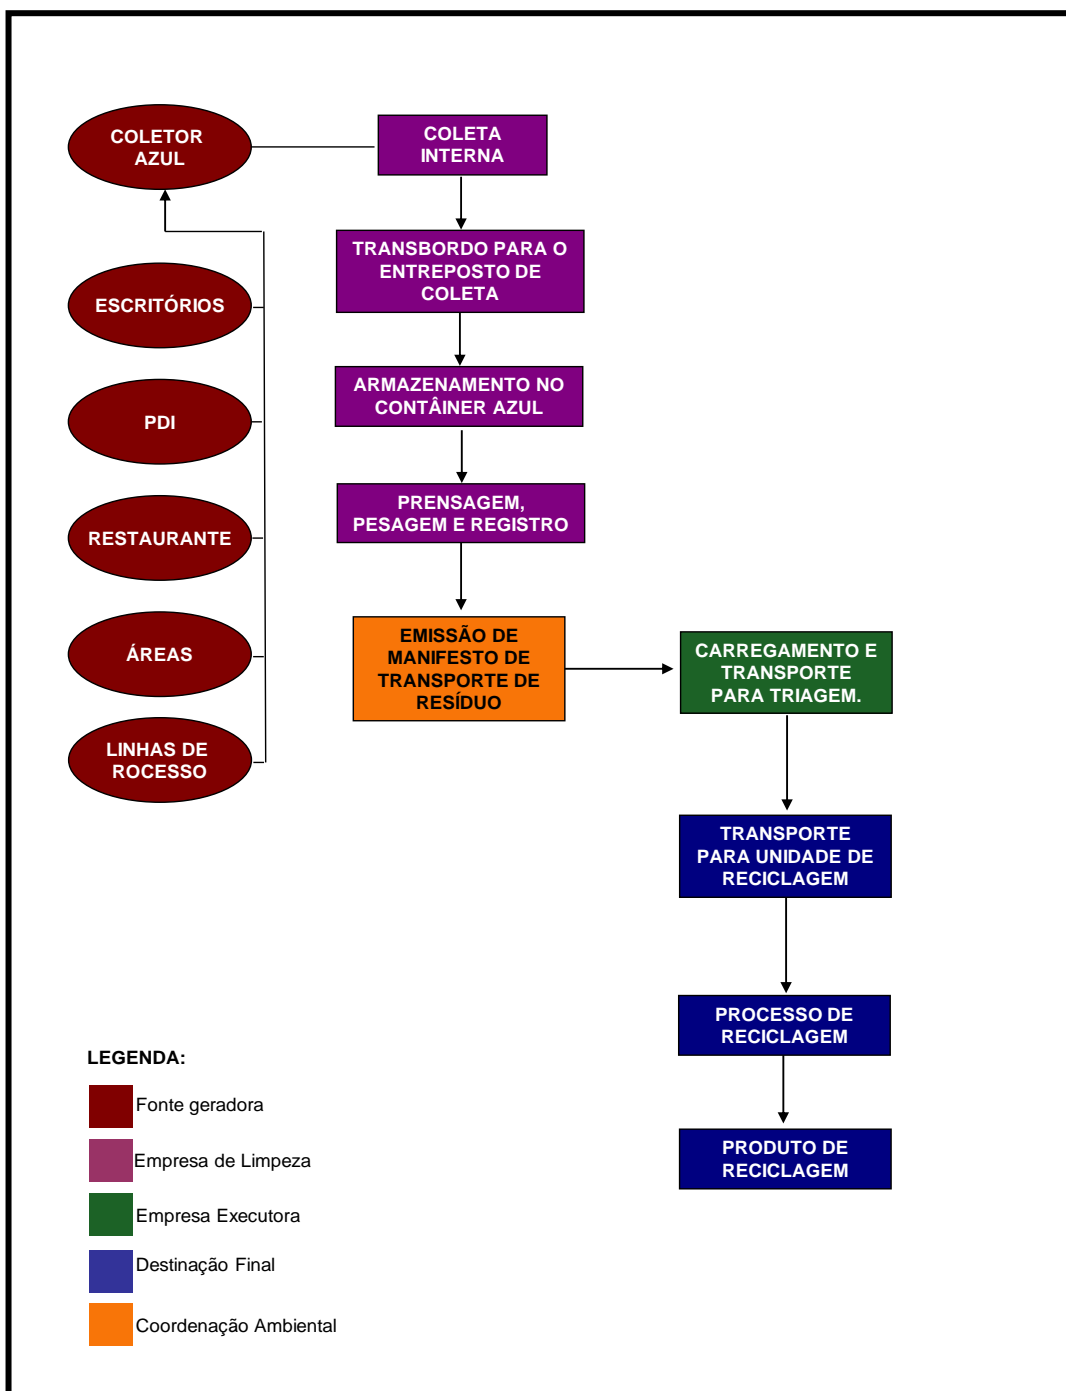 COLETOR
AZUL
ESCRITÓRIOS
PDI
RESTAURANTE
ÁREAS
LINHAS DE
ROCESSO
COLETA
INTERNA
TRANSBORDO PARA O
ENTREPOSTO DE
COLETA
ARMAZENAMENTO NO
CONTÂINER AZUL
PRENSAGEM,
PESAGEM E REGISTRO
EMISSÃO DE
MANIFESTO DE
TRANSPORTE DE
RESÍDUO
CARREGAMENTO E
TRANSPORTE
PARA TRIAGEM.
TRANSPORTE
PARA UNIDADE DE
RECICLAGEM
PROCESSO DE
RECICLAGEM
PRODUTO DE
RECICLAGEM
LEGENDA:
Fonte geradora
Empresa de Limpeza
Empresa Executora
Destinação Final
Coordenação Ambiental